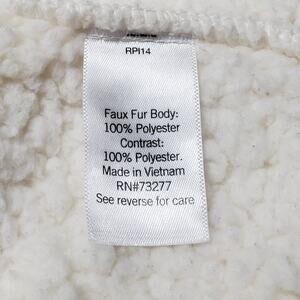 RPI14
Faux Fur Body:
100% Polyester
Contrast:
100% Polyester.
Made in Vietnam
RN#73277
See reverse for care